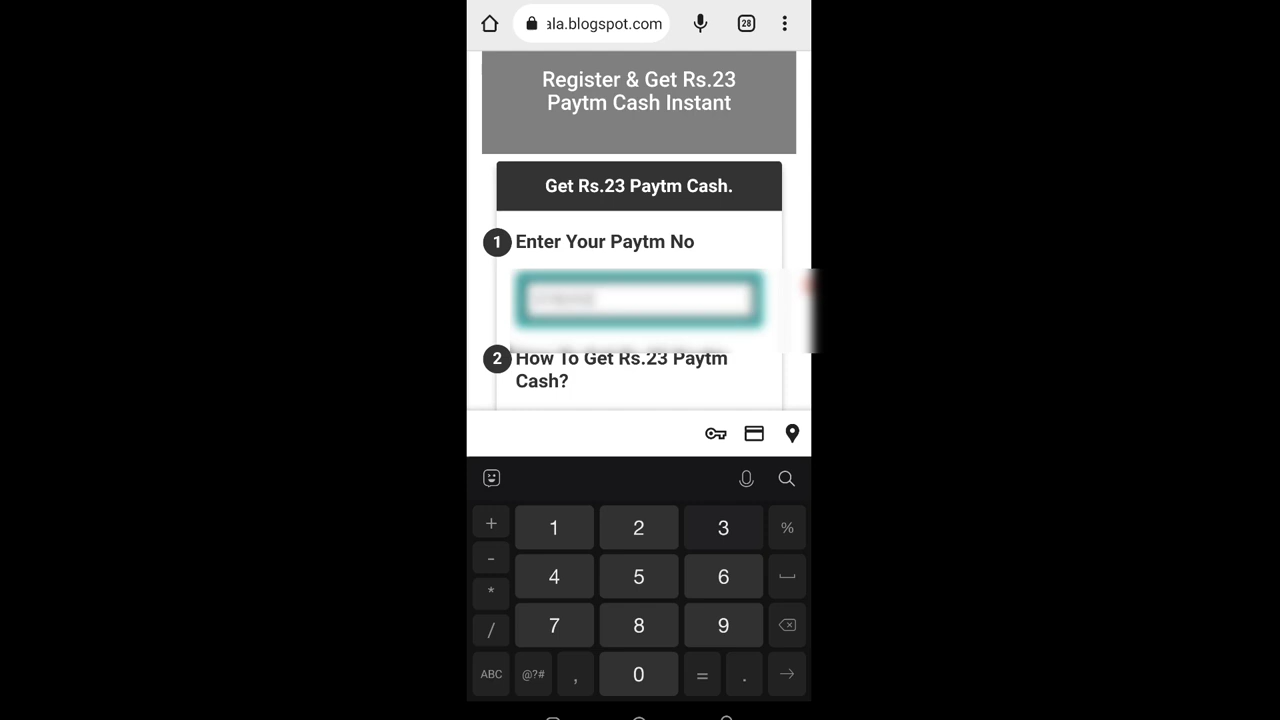 ala.blogspot.com
28
Register & Get Rs.23
Paytm Cash Instant
Get Rs.23 Paytm Cash.
1 Enter Your Paytm No
2 How To Get Rs.23 Paytm
Cash?
+ 1 2 3 %
- 4 5 6
*
/ 7 8 9
ABC @?# , 0 = .